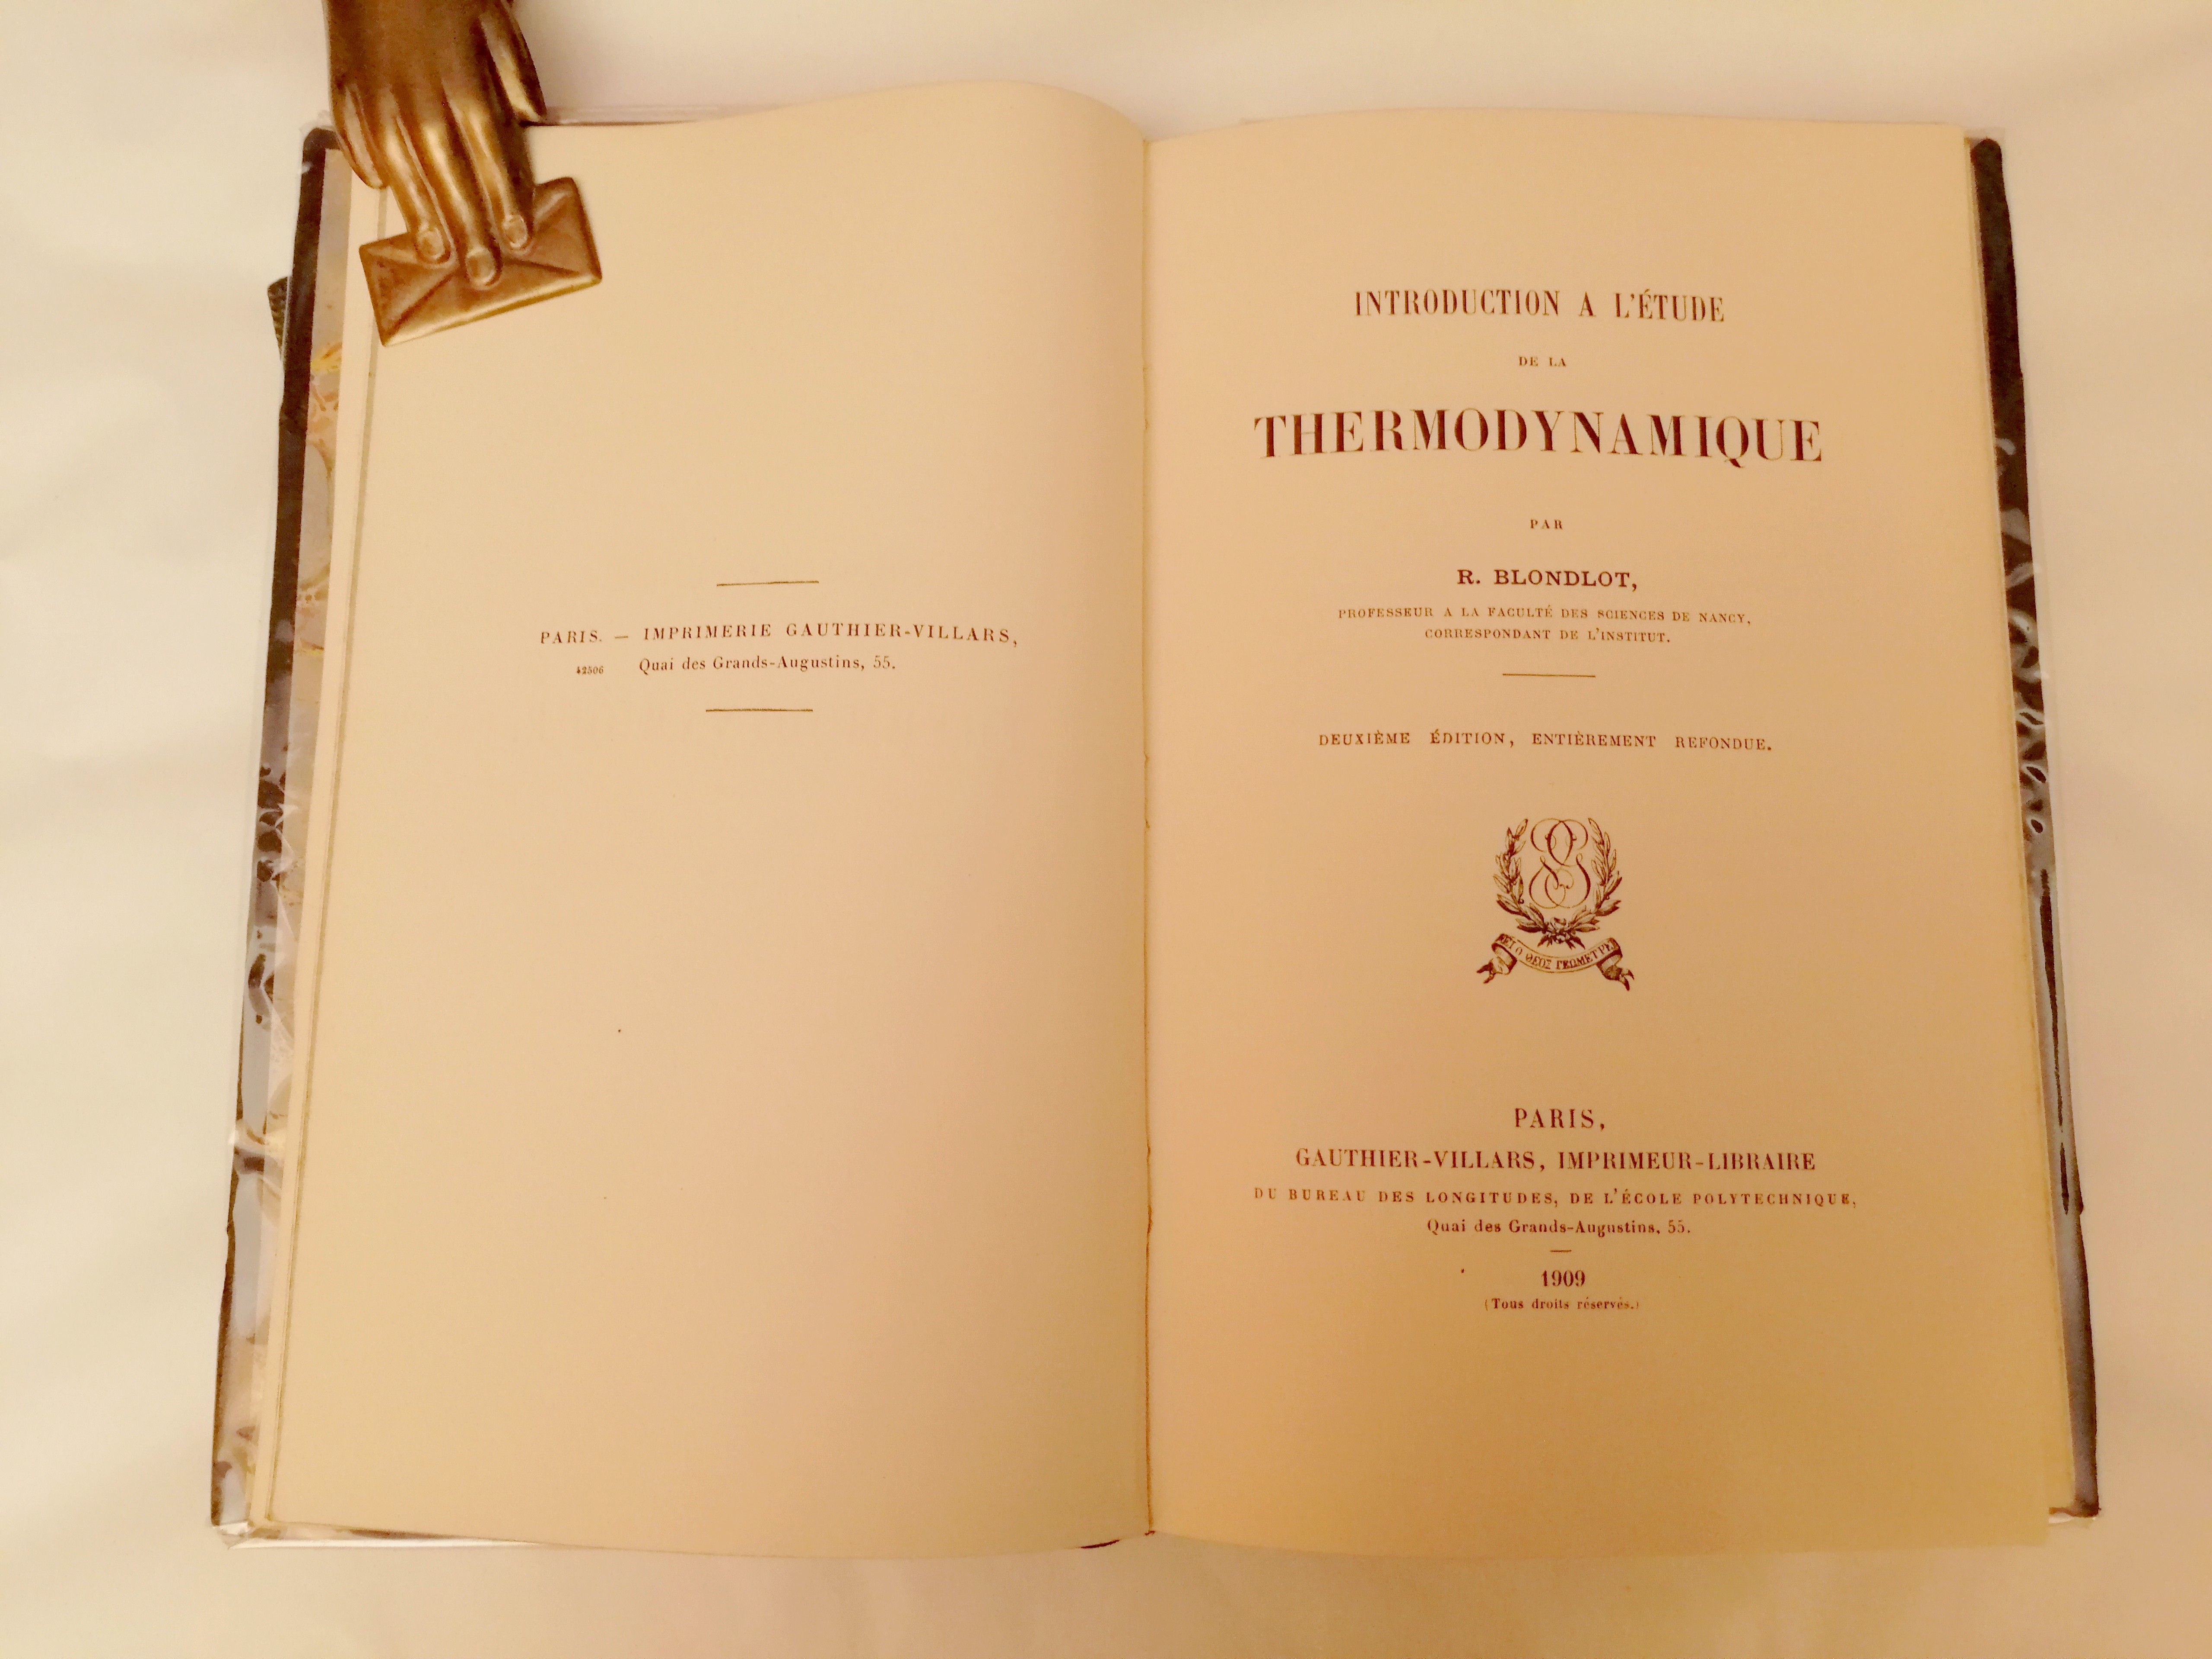 PARIS. — IMPRIMERIE GAUTHIER-VILLARS,
42506 Quai des Grands-Augustins, 55.
INTRODUCTION A L'ÉTUDE
DE LA
THERMODYNAMIQUE
PAR
R. BLONDLOT,
PROFESSEUR A LA FACULTÉ DES SCIENCES DE NANCY,
CORRESPONDANT DE L'INSTITUT.
DEUXIÈME ÉDITION, ENTIÈREMENT REFONDUE.
Ο ΘΕΟΣ
PARIS,
GAUTHIER-VILLARS, IMPRIMEUR-LIBRAIRE
DU BUREAU DES LONGITUDES, DE L'ÉCOLE POLYTECHNIQUE,
Quai des Grands-Augustins, 55.
1909
(Tous droits réservés.)